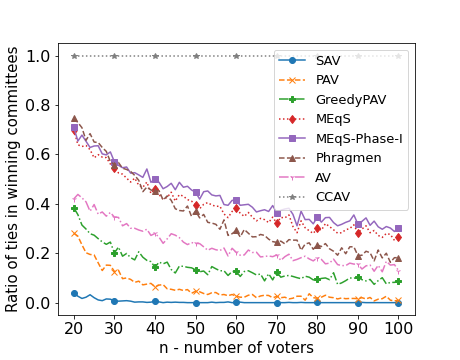 Ratio of ties in winning committees
1.0
0.8
0.6
0.4
0.2
0.0
SAV
PAV
GreedyPAV
MEqS
MEqS-Phase-I
Phragmen
AV
CCAV
20 30 40 50 60 70 80 90 100
n - number of voters